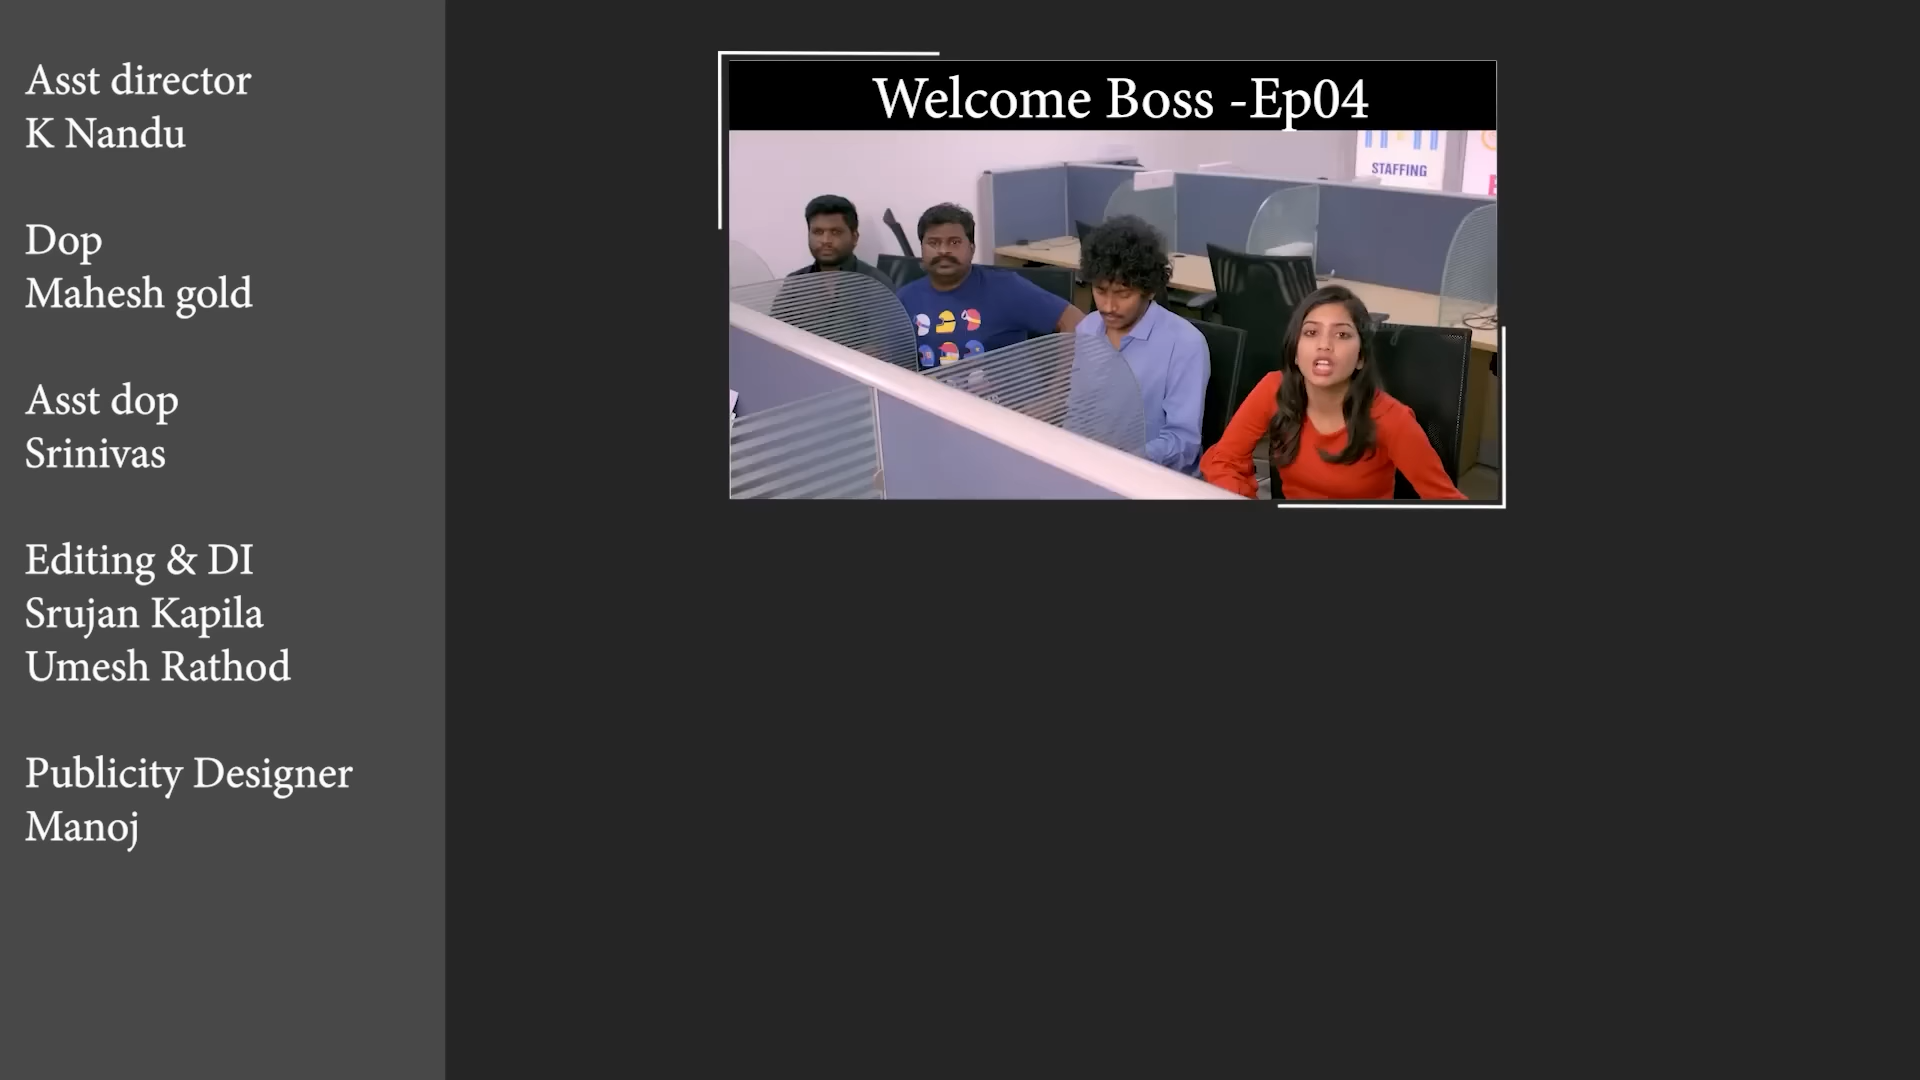 Asst director
K Nandu
Dop
Mahesh gold
Asst dop
Srinivas
Editing & DI
Srujan Kapila
Umesh Rathod
Publicity Designer
Manoj
Welcome Boss -Ep04
STAFFING